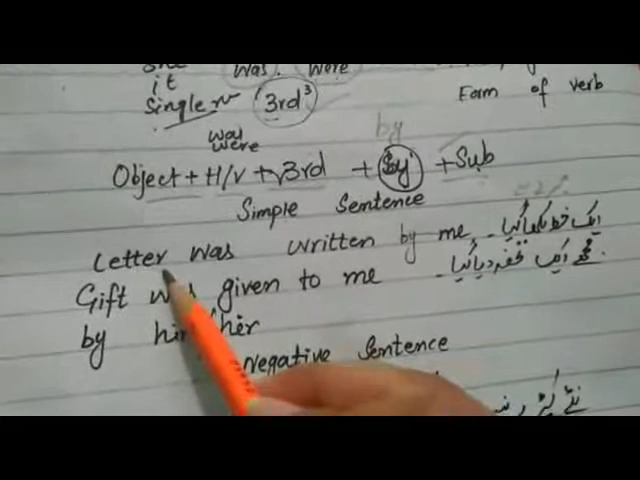 it was. were
Single n 3rd
Form of verb
was
were by
Object + H/V + 3rd + by + Sub
Simple Sentence
Letter was written by me ایک خط لکھا گیا۔
Gift was given to me مجھے ایک تحفہ دیا گیا۔
by him/her
negative Sentence